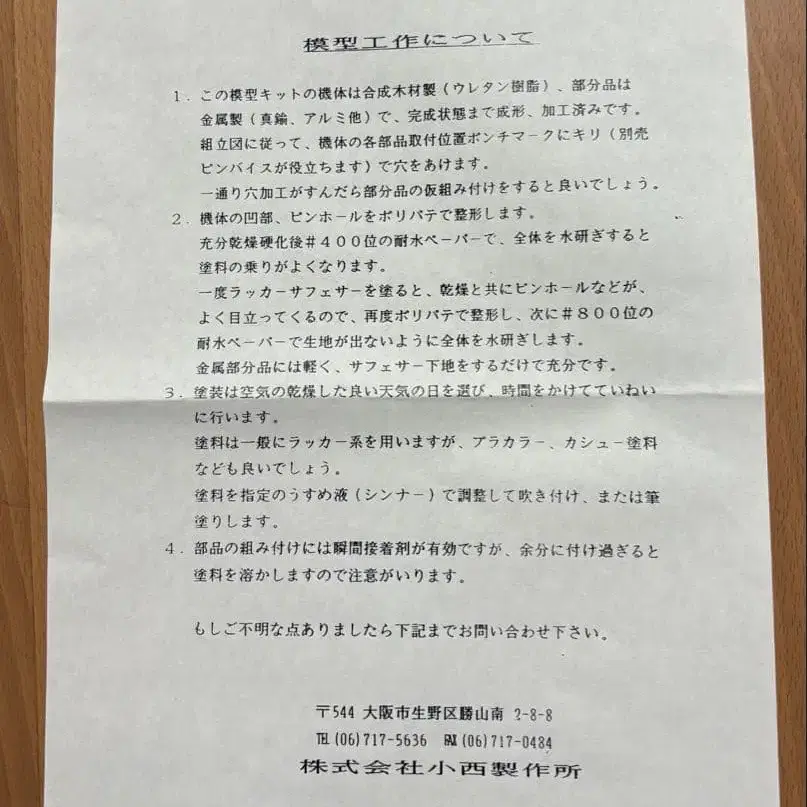 模型工作について
1．この模型キットの機体は合成木材製（ウレタン樹脂）、部分品は
金属製（真鍮、アルミ他）で、完成状態まで成形、加工済みです。
組立図に従って、機体の各部品取付位置ポンチマークにキリ（別売
ピンバイスが役立ちます）で穴をあけます。
一通り穴加工がすんだら部分品の仮組み付けをすると良いでしょう。
2．機体の凹部、ピンホールをポリパテで整形します。
充分乾燥硬化後＃４００位の耐水ペーパーで、全体を水研ぎすると
塗料の乗りがよくなります。
一度ラッカーサフェサーを塗ると、乾燥と共にピンホールなどが、
よく目立ってくるので、再度ポリパテで整形し、次に＃８００位の
耐水ペーパーで生地が出ないように全体を水研ぎします。
金属部分品には軽く、サフェサー下地をするだけで充分です。
3．塗装は空気の乾燥した良い天気の日を選び、時間をかけてていねい
に行います。
塗料は一般にラッカー系を用いますが、プラカラー、カシュー塗料
なども良いでしょう。
塗料を指定のうすめ液（シンナー）で調整して吹き付け、または筆
塗りします。
4．部品の組み付けには瞬間接着剤が有効ですが、余分に付け過ぎると
塗料を溶かしますので注意がいります。
もしご不明な点ありましたら下記までお問い合わせ下さい。
〒544 大阪市生野区勝山南 2-8-8
℡(06)717-5636 FAX(06)717-0484
株式会社小西製作所